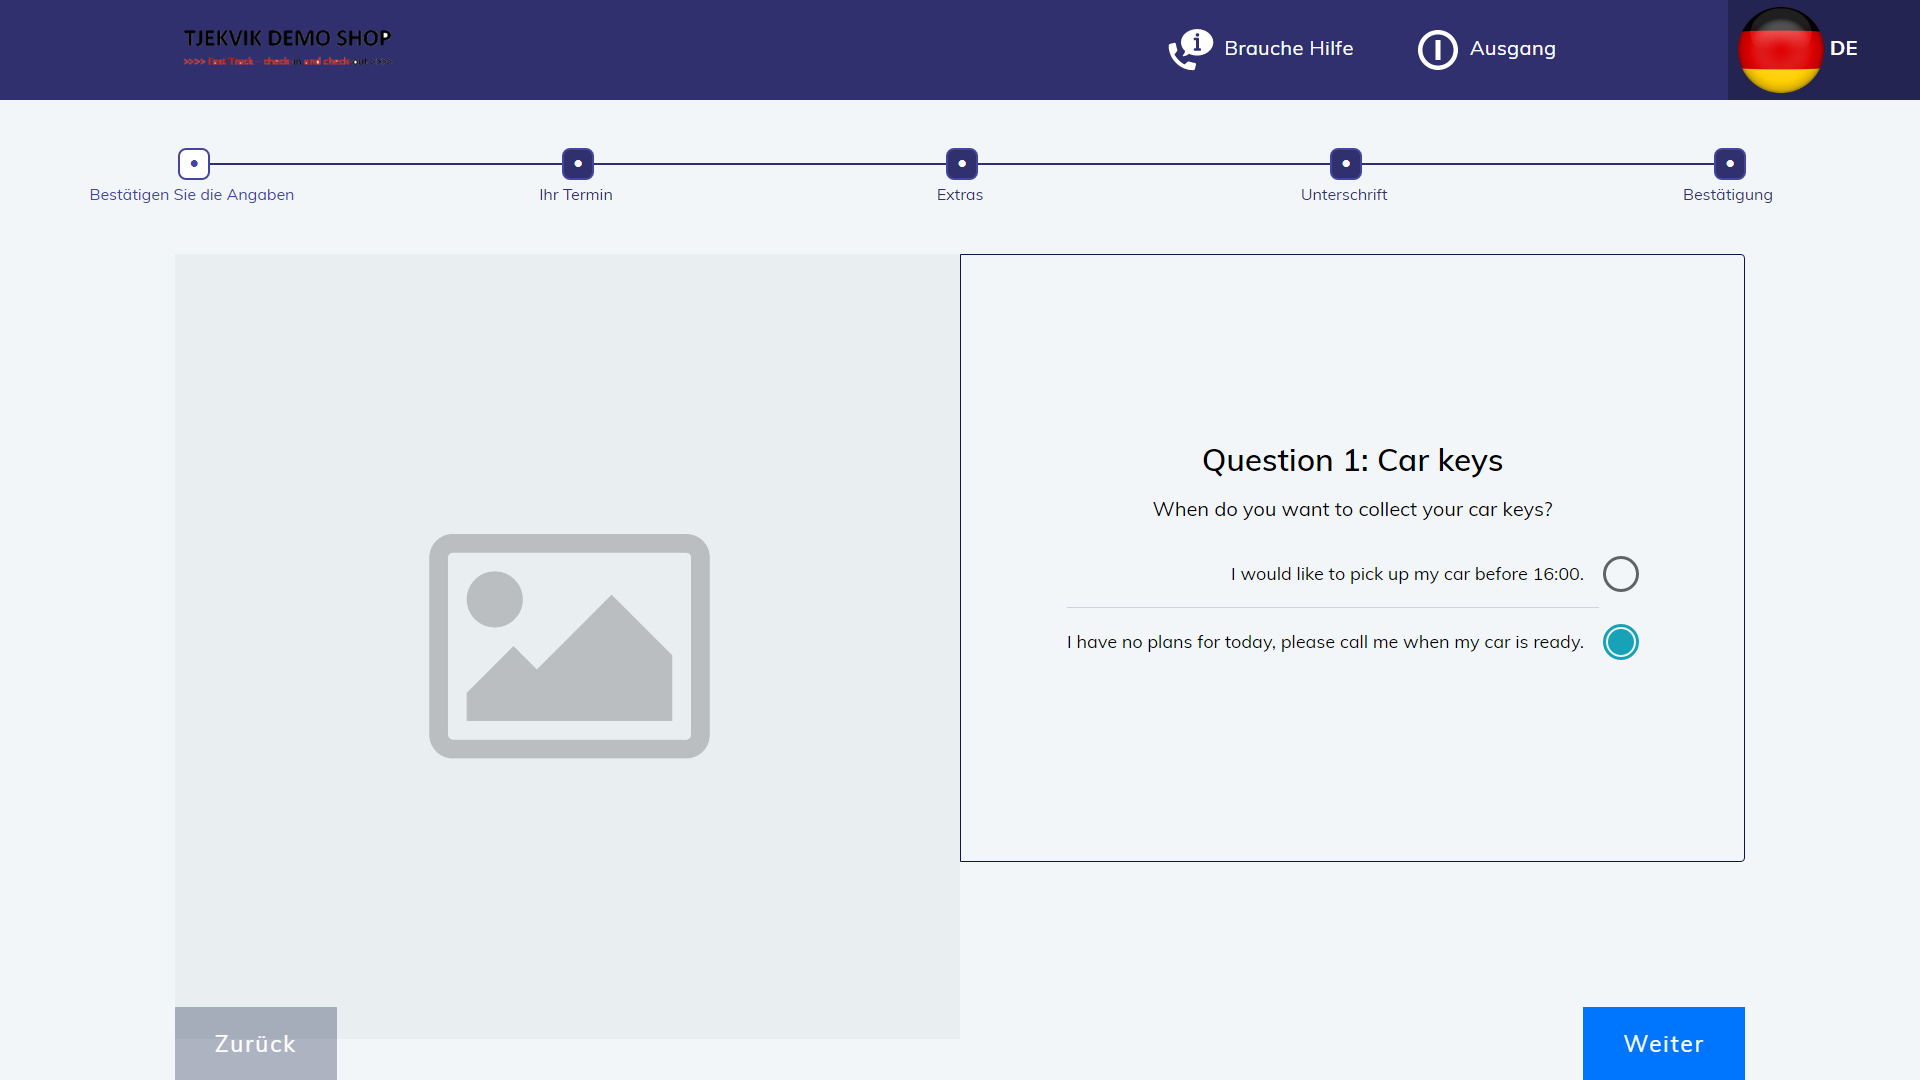 TJEKVIK DEMO SHOP
>>>> Fast Track - check in and check out >>>>
Brauche Hilfe
Ausgang
DE
Bestätigen Sie die Angaben
Ihr Termin
Extras
Unterschrift
Bestätigung
Question 1: Car keys
When do you want to collect your car keys?
I would like to pick up my car before 16:00.
I have no plans for today, please call me when my car is ready.
Zurück
Weiter